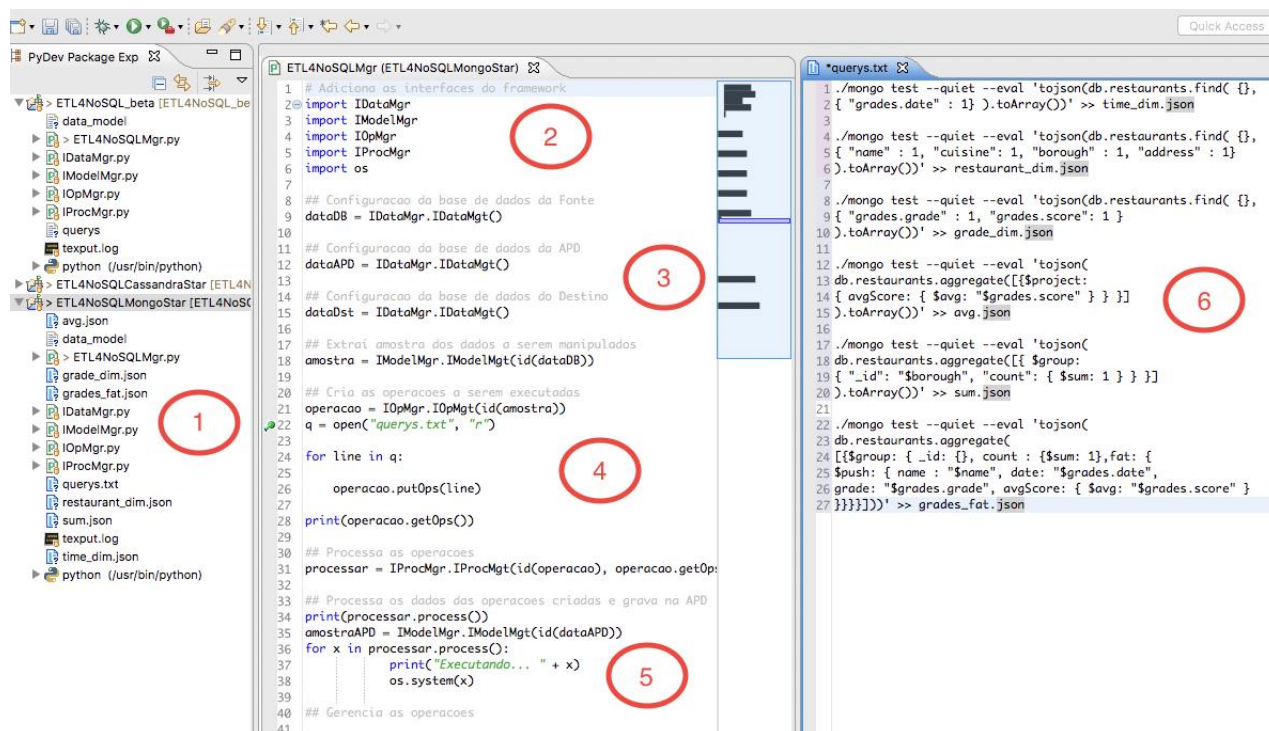 Quick Access
PyDev Package Exp
ETL4NoSQL_beta [ETL4NoSQL_be
data_model
> ETL4NoSQLMgr.py
IDataMgr.py
IModelMgr.py
IOpMgr.py
IProcMgr.py
querys
texput.log
python (/usr/bin/python)
> ETL4NoSQLCassandraStar [ETL4N
> ETL4NoSQLMongoStar [ETL4NoSC
avg.json
data_model
> ETL4NoSQLMgr.py
grade_dim.json
grades_fat.json
IDataMgr.py
IModelMgr.py
IOpMgr.py
IProcMgr.py
querys.txt
restaurant_dim.json
sum.json
texput.log
time_dim.json
python (/usr/bin/python)
1
ETL4NoSQLMgr (ETL4NoSQLMongoStar)
1 # Adiciona as interfaces do framework
2 import IDataMgr
3 import IModelMgr
4 import IOpMgr
5 import IProcMgr
6 import os
7
8 ## Configuracao da base de dados da Fonte
9 dataDB = IDataMgr.IDataMgt()
10
11 ## Configuracao da base de dados da APD
12 dataAPD = IDataMgr.IDataMgt()
13
14 ## Configuracao da base de dados do Destino
15 dataDst = IDataMgr.IDataMgt()
16
17 ## Extrai amostra dos dados a serem manipulados
18 amostra = IModelMgr.IModelMgt(id(dataDB))
19
20 ## Cria as operacoes a serem executadas
21 operacao = IOpMgr.IOpMgt(id(amostra))
22 q = open("querys.txt", "r")
23
24 for line in q:
25
26 operacao.putOps(line)
27
28 print(operacao.getOps())
29
30 ## Processa as operacoes
31 processar = IProcMgr.IProcMgt(id(operacao), operacao.getOp
32
33 ## Processa os dados das operacoes criadas e grava na APD
34 print(processar.process())
35 amostraAPD = IModelMgr.IModelMgt(id(dataAPD))
36 for x in processar.process():
37 print("Executando... " + x)
38 os.system(x)
39
40 ## Gerencia as operacoes
41
2
3
4
5
*querys.txt
1 ./mongo test --quiet --eval 'tojson(db.restaurants.find( {},
2 { "grades.date" : 1} ).toArray())' >> time_dim.json
3
4 ./mongo test --quiet --eval 'tojson(db.restaurants.find( {},
5 { "name" : 1, "cuisine": 1, "borough" : 1, "address" : 1}
6 ).toArray())' >> restaurant_dim.json
7
8 ./mongo test --quiet --eval 'tojson(db.restaurants.find( {},
9 { "grades.grade" : 1, "grades.score": 1 }
10 ).toArray())' >> grade_dim.json
11
12 ./mongo test --quiet --eval 'tojson(
13 db.restaurants.aggregate([{$project:
14 { avgScore: { $avg: "$grades.score" } } }]
15 ).toArray())' >> avg.json
16
17 ./mongo test --quiet --eval 'tojson(
18 db.restaurants.aggregate([{ $group:
19 { "_id": "$borough", "count": { $sum: 1 } } }]
20 ).toArray())' >> sum.json
21
22 ./mongo test --quiet --eval 'tojson(
23 db.restaurants.aggregate(
24 [{$group: { _id: {}, count : {$sum: 1},fat: {
25 $push: { name : "$name", date: "$grades.date",
26 grade: "$grades.grade", avgScore: { $avg: "$grades.score" }
27 }}}}]))' >> grades_fat.json
6